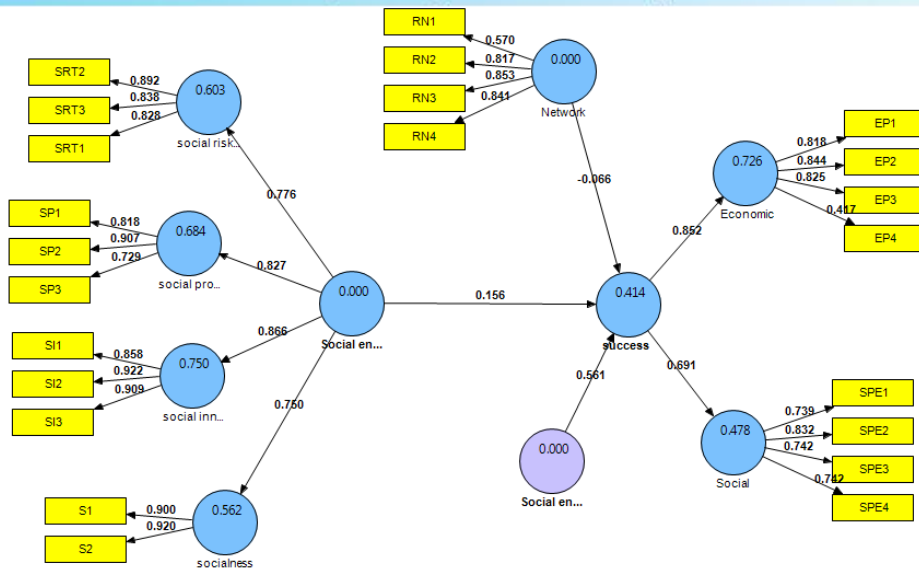 SRT2
0.892
SRT3
0.838
SRT1
0.828
0.603
social risk...
0.776
SP1
0.818
SP2
0.907
SP3
0.729
0.684
social pro...
0.827
SI1
0.858
SI2
0.922
SI3
0.909
0.750
social inn...
0.866
S1
0.900
S2
0.920
0.562
socialness
0.750
0.000
Social en...
0.156
RN1
0.570
RN2
0.817
RN3
0.853
RN4
0.841
0.000
Network
-0.066
0.414
success
0.561
0.000
Social en...
0.852
0.726
Economic
EP1
0.818
EP2
0.844
EP3
0.825
EP4
0.417
0.691
0.478
Social
SPE1
0.739
SPE2
0.832
SPE3
0.742
SPE4
0.742